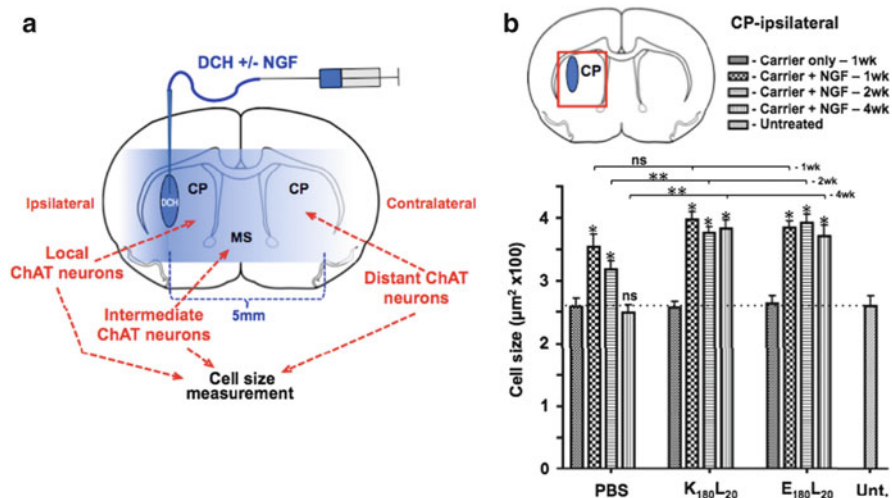 a
DCH +/- NGF
CP
CP
DCH
Ipsilateral
Contralateral
MS
Local
ChAT neurons
Distant ChAT
neurons
Intermediate
ChAT neurons
5mm
Cell size
measurement
b
CP
CP-ipsilateral
- Carrier only – 1wk
- Carrier + NGF – 1wk
- Carrier + NGF – 2wk
- Carrier + NGF – 4wk
- Untreated
ns
- 1wk
**
- 2wk
**
- 4wk
Cell size (µm² x100)
4
3
2
1
0
* * ns
* * *
* * *
PBS
K₁₈₀L₂₀
E₁₈₀L₂₀
Unt.